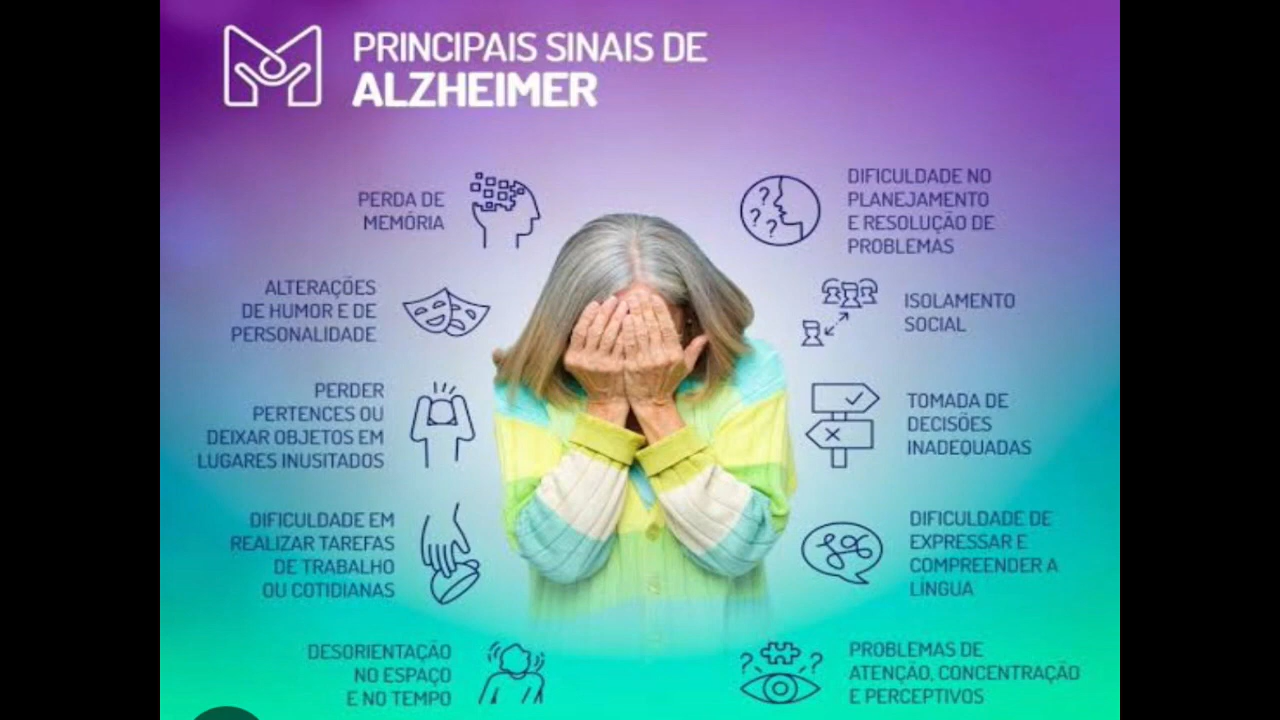 PRINCIPAIS SINAIS DE
ALZHEIMER
PERDA DE
MEMÓRIA
ALTERAÇÕES
DE HUMOR E DE
PERSONALIDADE
PERDER
PERTENCES OU
DEIXAR OBJETOS EM
LUGARES INUSITADOS
DIFICULDADE EM
REALIZAR TAREFAS
DE TRABALHO
OU COTIDIANAS
DESORIENTAÇÃO
NO ESPAÇO
E NO TEMPO
DIFICULDADE NO
PLANEJAMENTO
E RESOLUÇÃO DE
PROBLEMAS
ISOLAMENTO
SOCIAL
TOMADA DE
DECISÕES
INADEQUADAS
DIFICULDADE DE
EXPRESSAR E
COMPREENDER A
LÍNGUA
PROBLEMAS DE
ATENÇÃO, CONCENTRAÇÃO
E PERCEPTIVOS